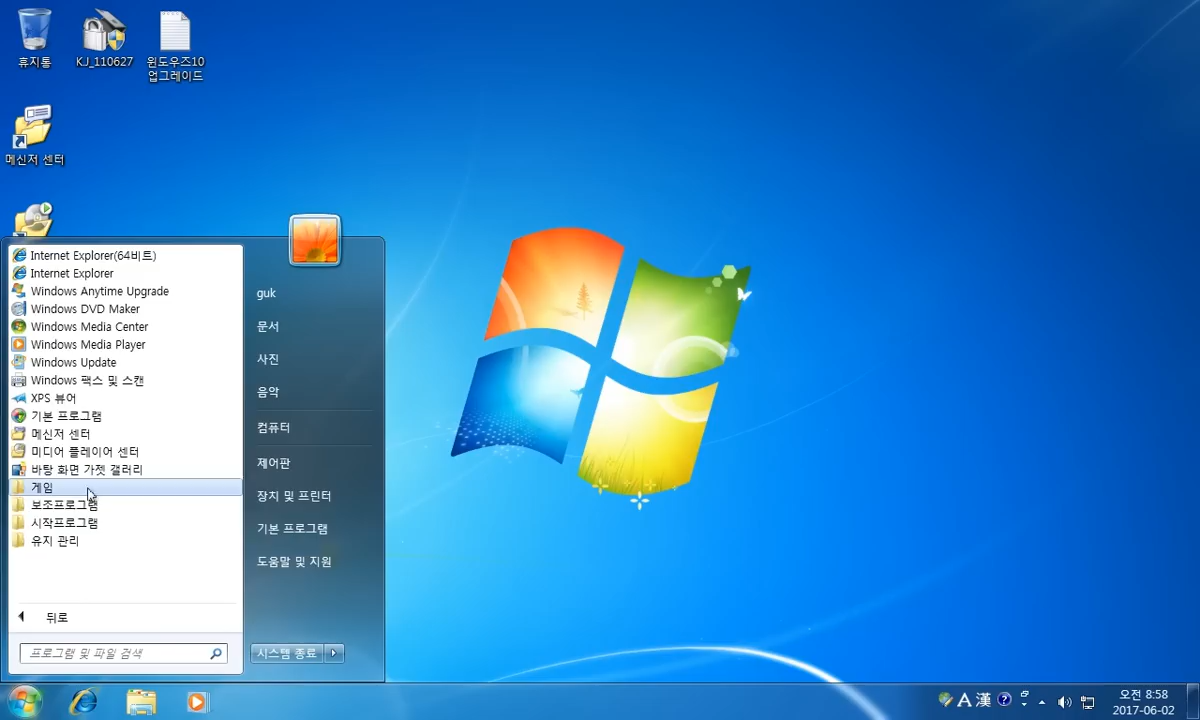 휴지통
KJ_110627
윈도우즈10
업그레이드
메신저 센터
Internet Explorer(64비트)
Internet Explorer
Windows Anytime Upgrade
Windows DVD Maker
Windows Media Center
Windows Media Player
Windows Update
Windows 팩스 및 스캔
XPS 뷰어
기본 프로그램
메신저 센터
미디어 플레이어 센터
바탕 화면 가젯 갤러리
게임
보조프로그램
시작프로그램
유지 관리
뒤로
프로그램 및 파일 검색
guk
문서
사진
음악
컴퓨터
제어판
장치 및 프린터
기본 프로그램
도움말 및 지원
시스템 종료
A 漢
오전 8:58
2017-06-02